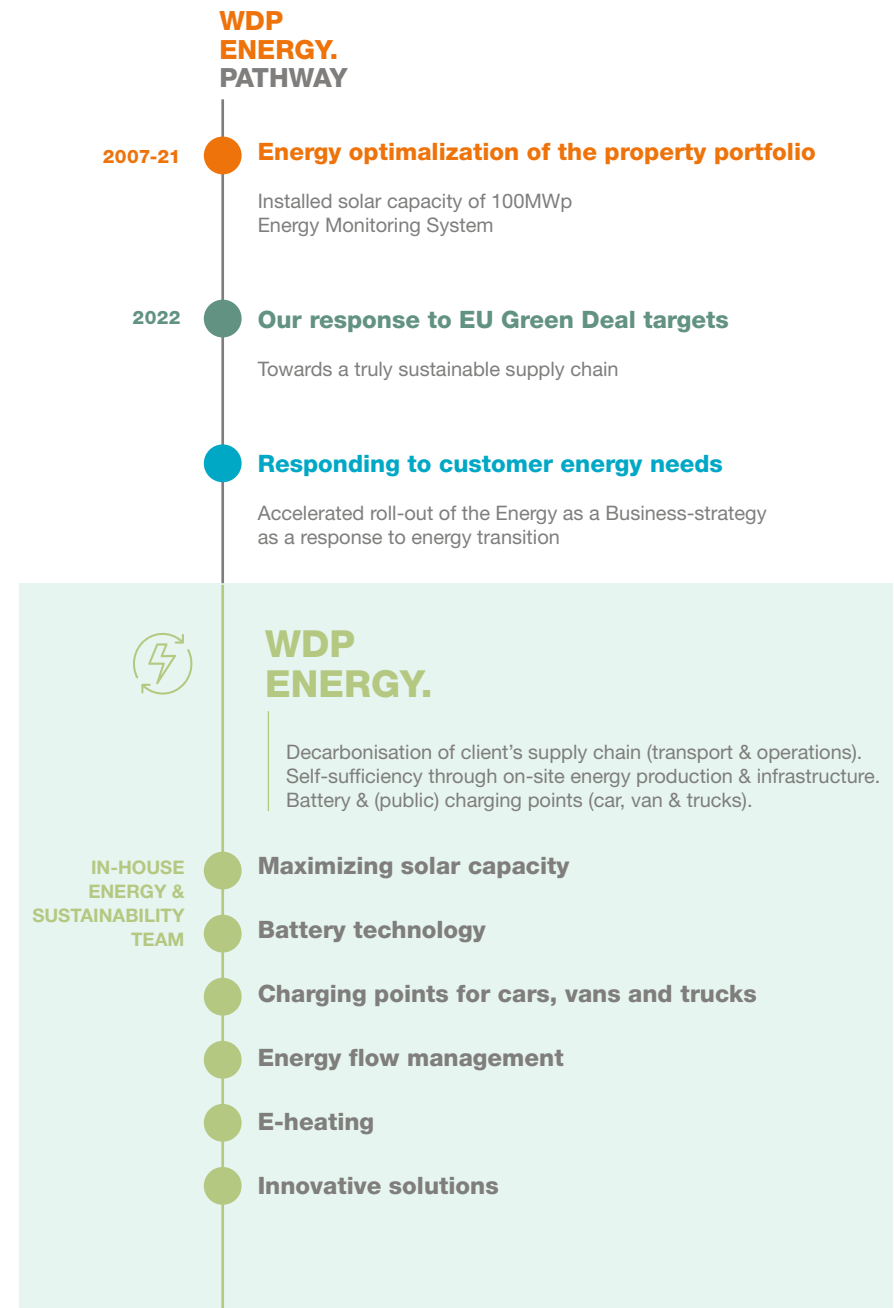 WDP
ENERGY.
PATHWAY
2007-21
Energy optimalization of the property portfolio
Installed solar capacity of 100MWp
Energy Monitoring System
2022
Our response to EU Green Deal targets
Towards a truly sustainable supply chain
Responding to customer energy needs
Accelerated roll-out of the Energy as a Business-strategy
as a response to energy transition
WDP
ENERGY.
Decarbonisation of client's supply chain (transport & operations).
Self-sufficiency through on-site energy production & infrastructure.
Battery & (public) charging points (car, van & trucks).
IN-HOUSE
ENERGY &
SUSTAINABILITY
TEAM
Maximizing solar capacity
Battery technology
Charging points for cars, vans and trucks
Energy flow management
E-heating
Innovative solutions